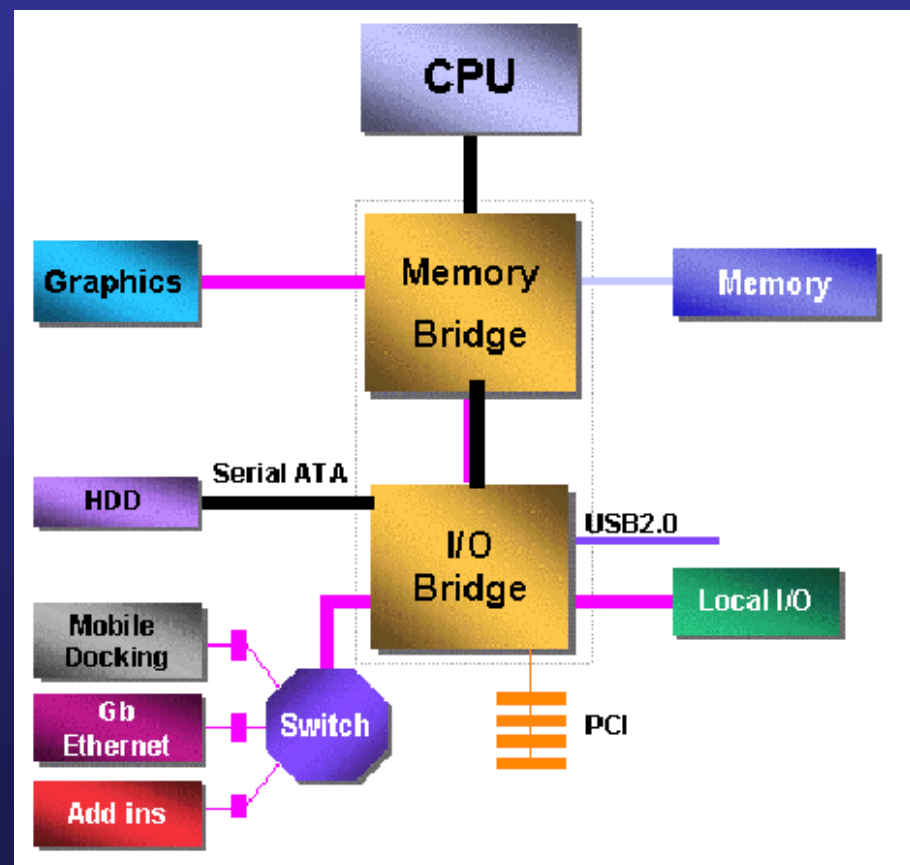 CPU
Graphics
Memory
Bridge
Memory
Serial ATA
HDD
I/O
Bridge
USB2.0
Local I/O
Mobile
Docking
Gb
Ethernet
Add ins
Switch
PCI